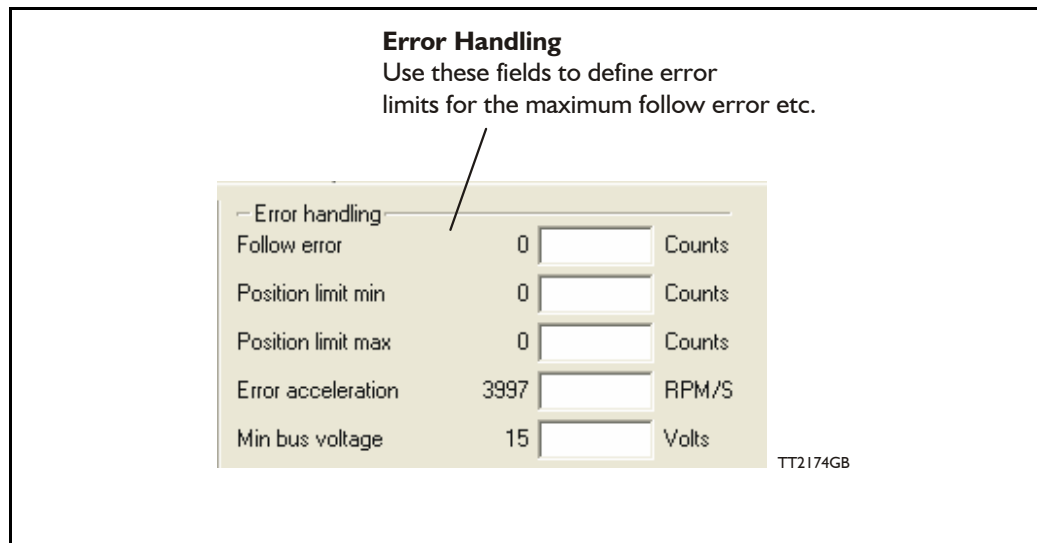 Error Handling
Use these fields to define error
limits for the maximum follow error etc.
Error handling
Follow error 0 Counts
Position limit min 0 Counts
Position limit max 0 Counts
Error acceleration 3997 RPM/S
Min bus voltage 15 Volts
TT2174GB